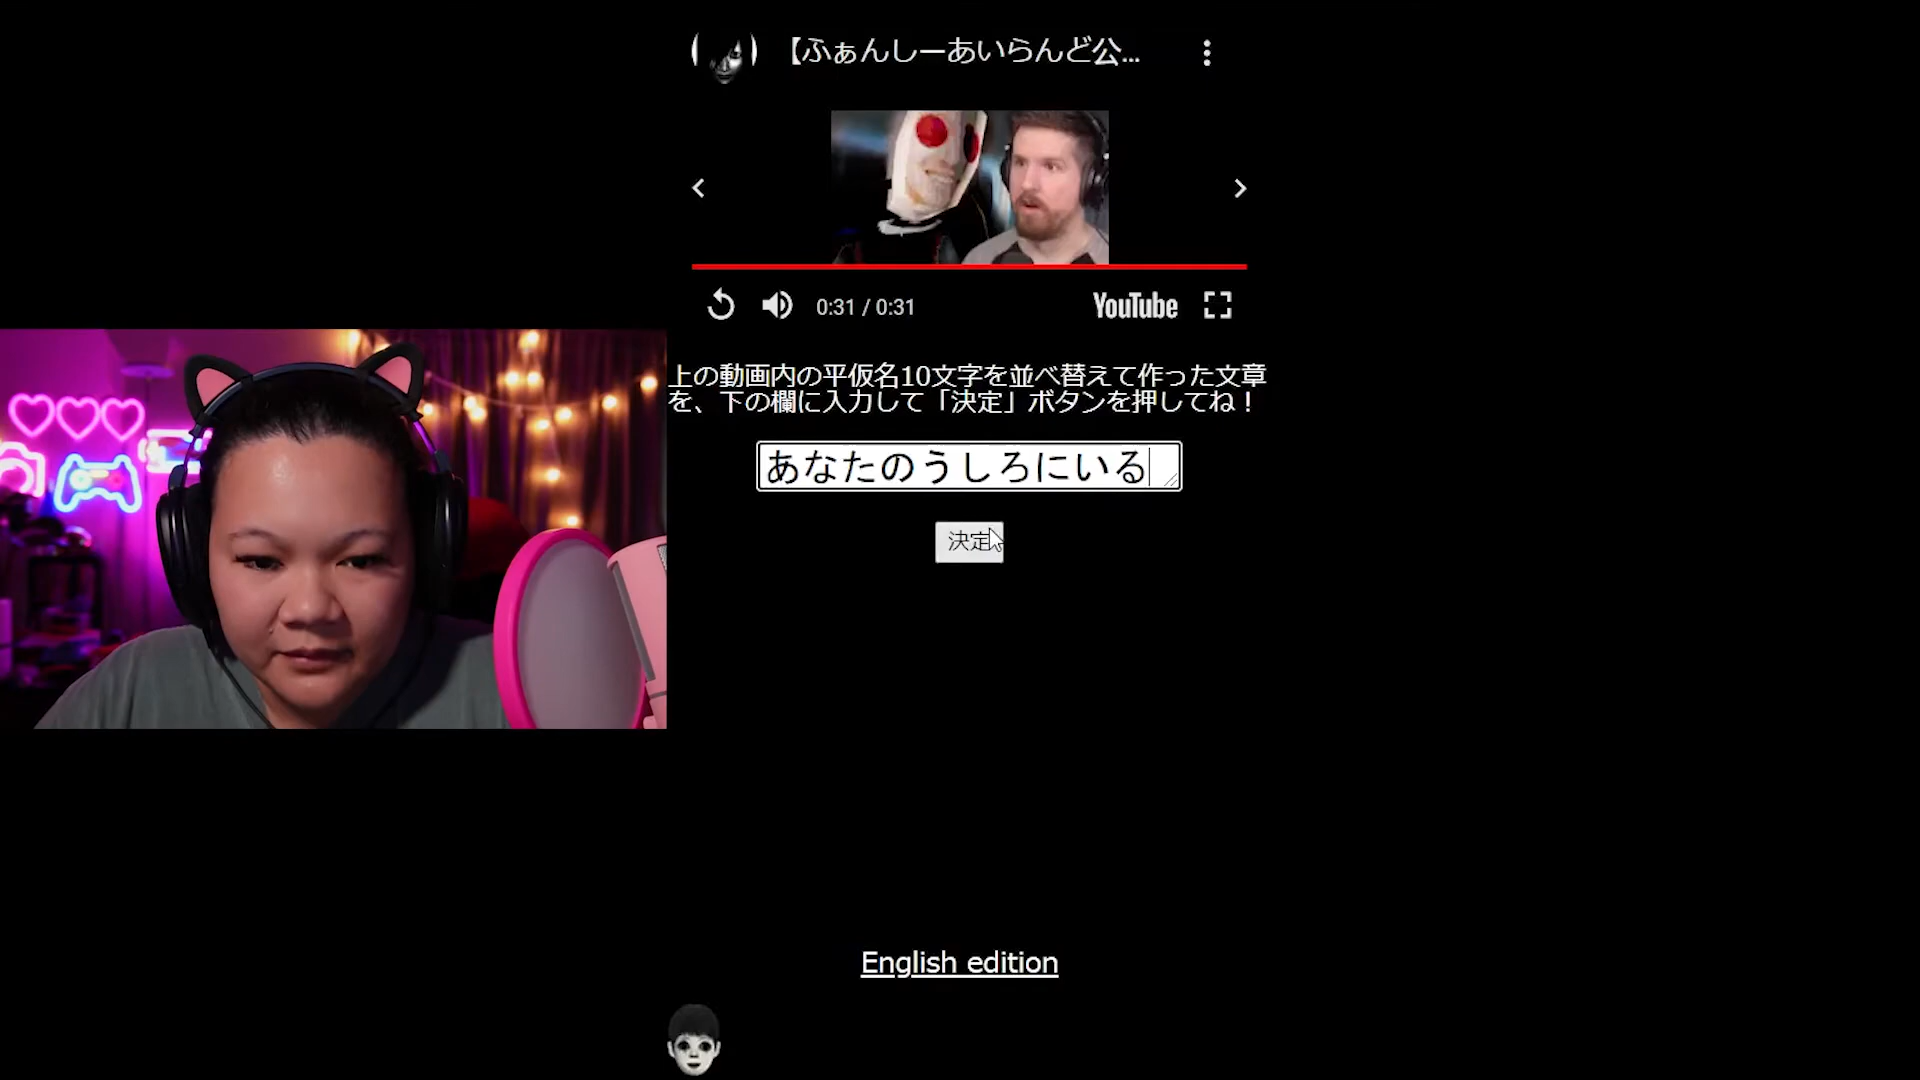 【ふぁんしーあいらんど公...
0:31 / 0:31
YouTube
上の動画内の平仮名10文字を並べ替えて作った文章
を、下の欄に入力して「決定」ボタンを押してね！
あなたのうしろにいる
決定
English edition